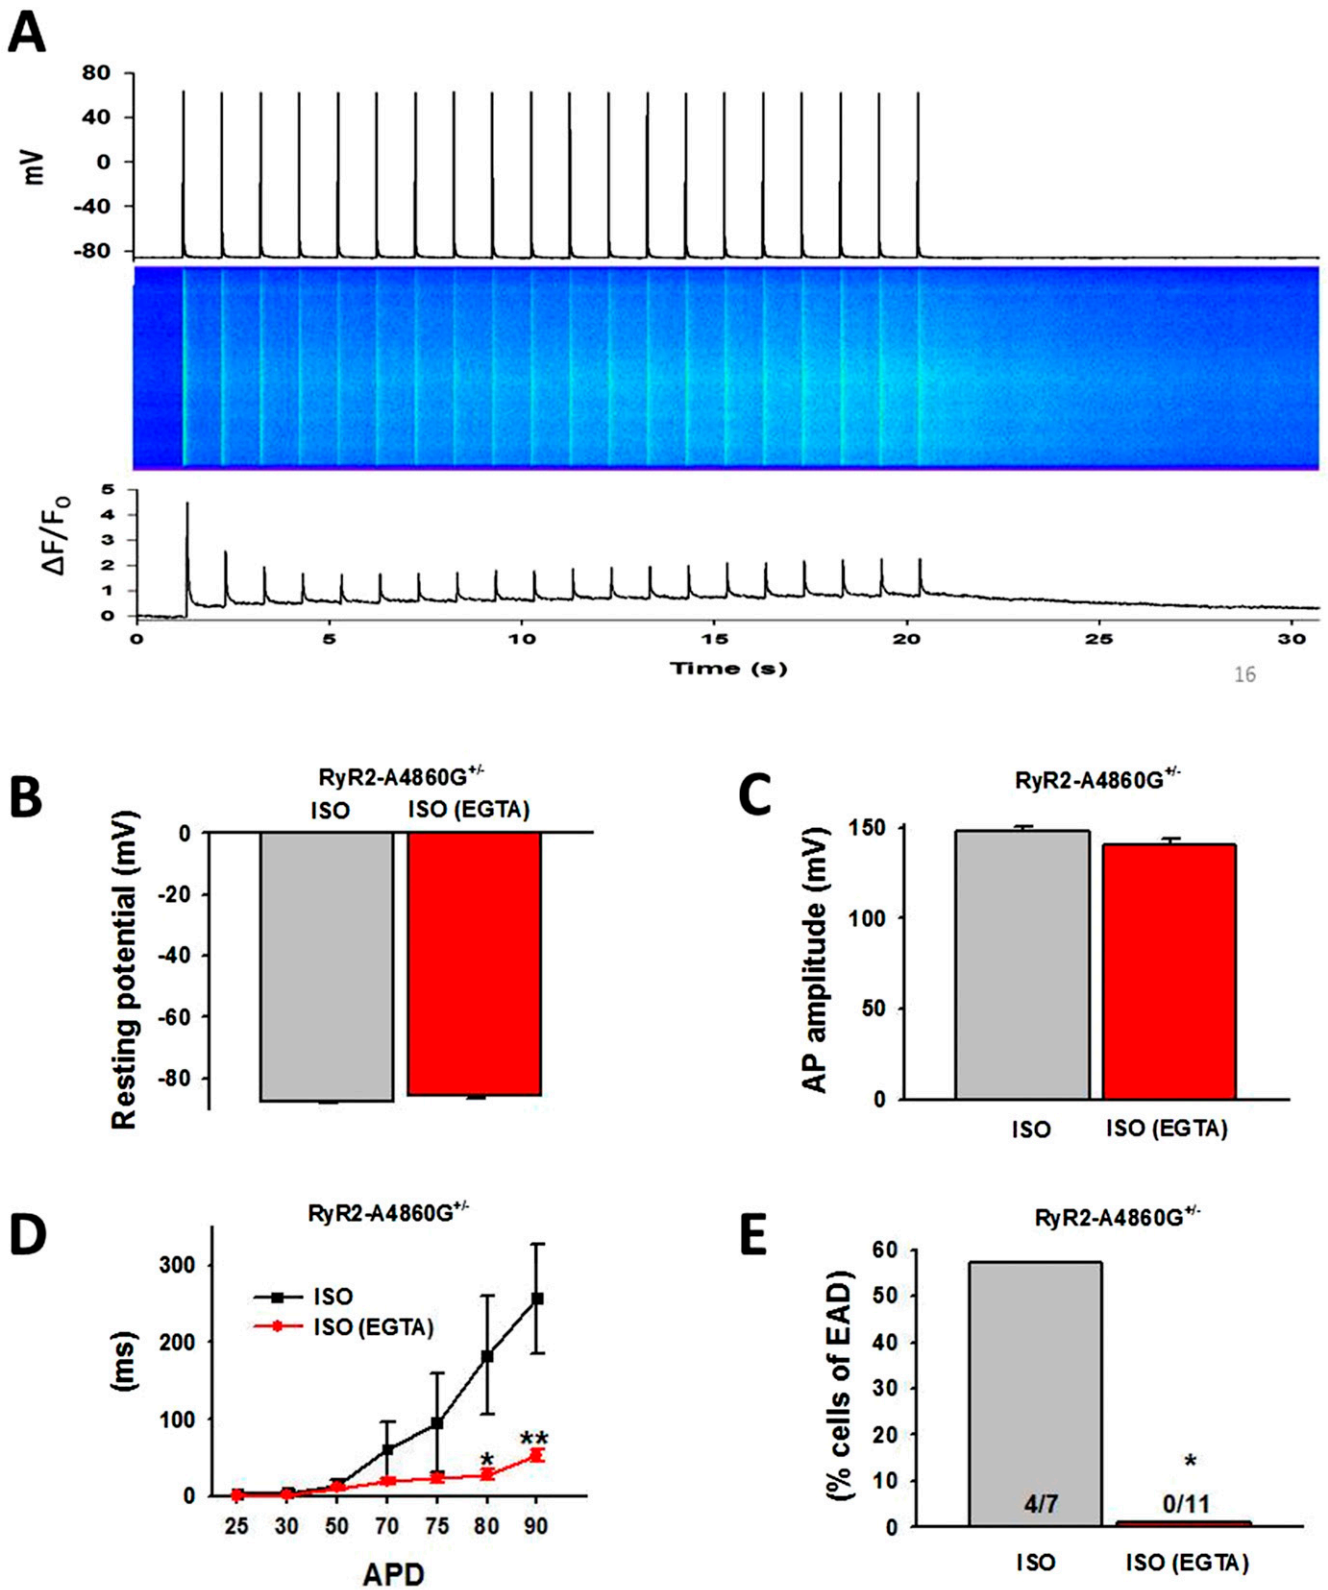 A
80
40
0
-40
-80
mV
5
4
3
2
1
0
ΔF/F₀
0 5 10 15 20 25 30
Time (s)
16
B
RyR2-A4860G+/-
ISO ISO (EGTA)
0
-20
-40
-60
-80
Resting potential (mV)
C
RyR2-A4860G+/-
150
100
50
0
AP amplitude (mV)
ISO ISO (EGTA)
D
RyR2-A4860G+/-
300
200
100
0
(ms)
ISO
ISO (EGTA)
**
*
25 30 50 70 75 80 90
APD
E
RyR2-A4860G+/-
60
50
40
30
20
10
0
(% cells of EAD)
*
4/7 0/11
ISO ISO (EGTA)